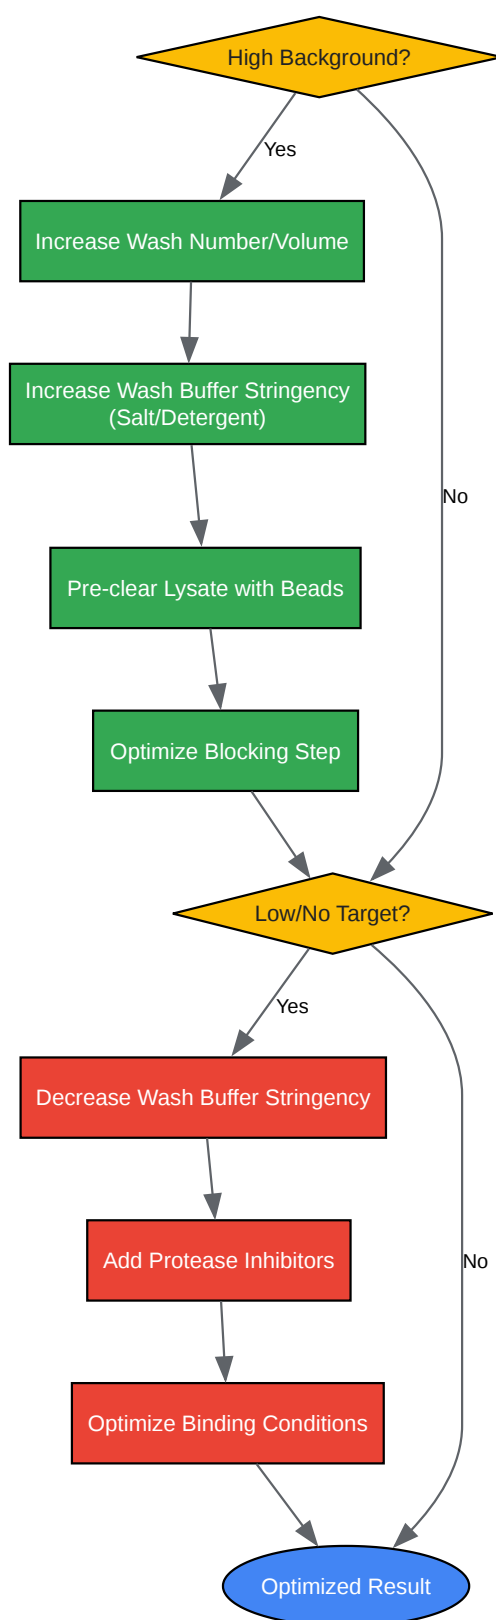 High Background?
Yes
Increase Wash Number/Volume
Increase Wash Buffer Stringency
(Salt/Detergent)
No
Pre-clear Lysate with Beads
Optimize Blocking Step
Low/No Target?
Yes
Decrease Wash Buffer Stringency
Add Protease Inhibitors
No
Optimize Binding Conditions
Optimized Result